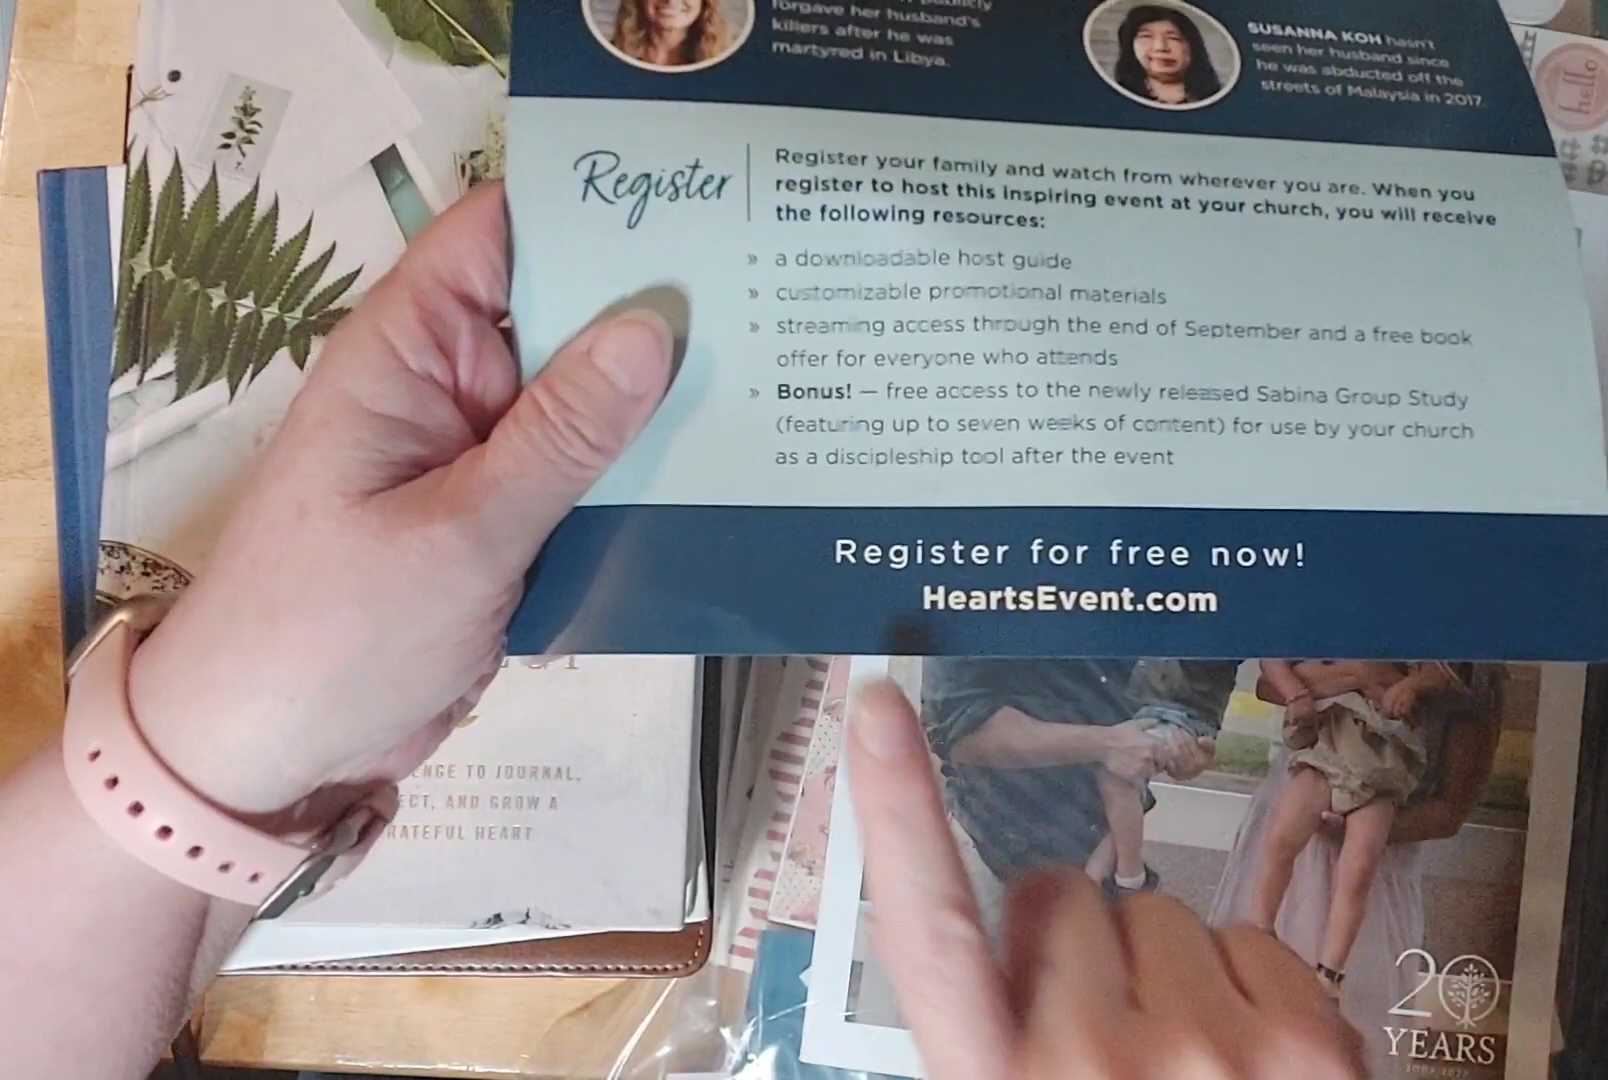 forgave her husband's
killers after he was
martyred in Libya.
SUSANNA KOH hasn't
seen her husband since
he was abducted off the
streets of Malaysia in 2017.
hello
Register
Register your family and watch from wherever you are. When you
register to host this inspiring event at your church, you will receive
the following resources:
» a downloadable host guide
» customizable promotional materials
» streaming access through the end of September and a free book
offer for everyone who attends
» Bonus! — free access to the newly released Sabina Group Study
(featuring up to seven weeks of content) for use by your church
as a discipleship tool after the event
Register for free now!
HeartsEvent.com
TO JOURNAL,
AND GROW A
HEART
20
YEARS